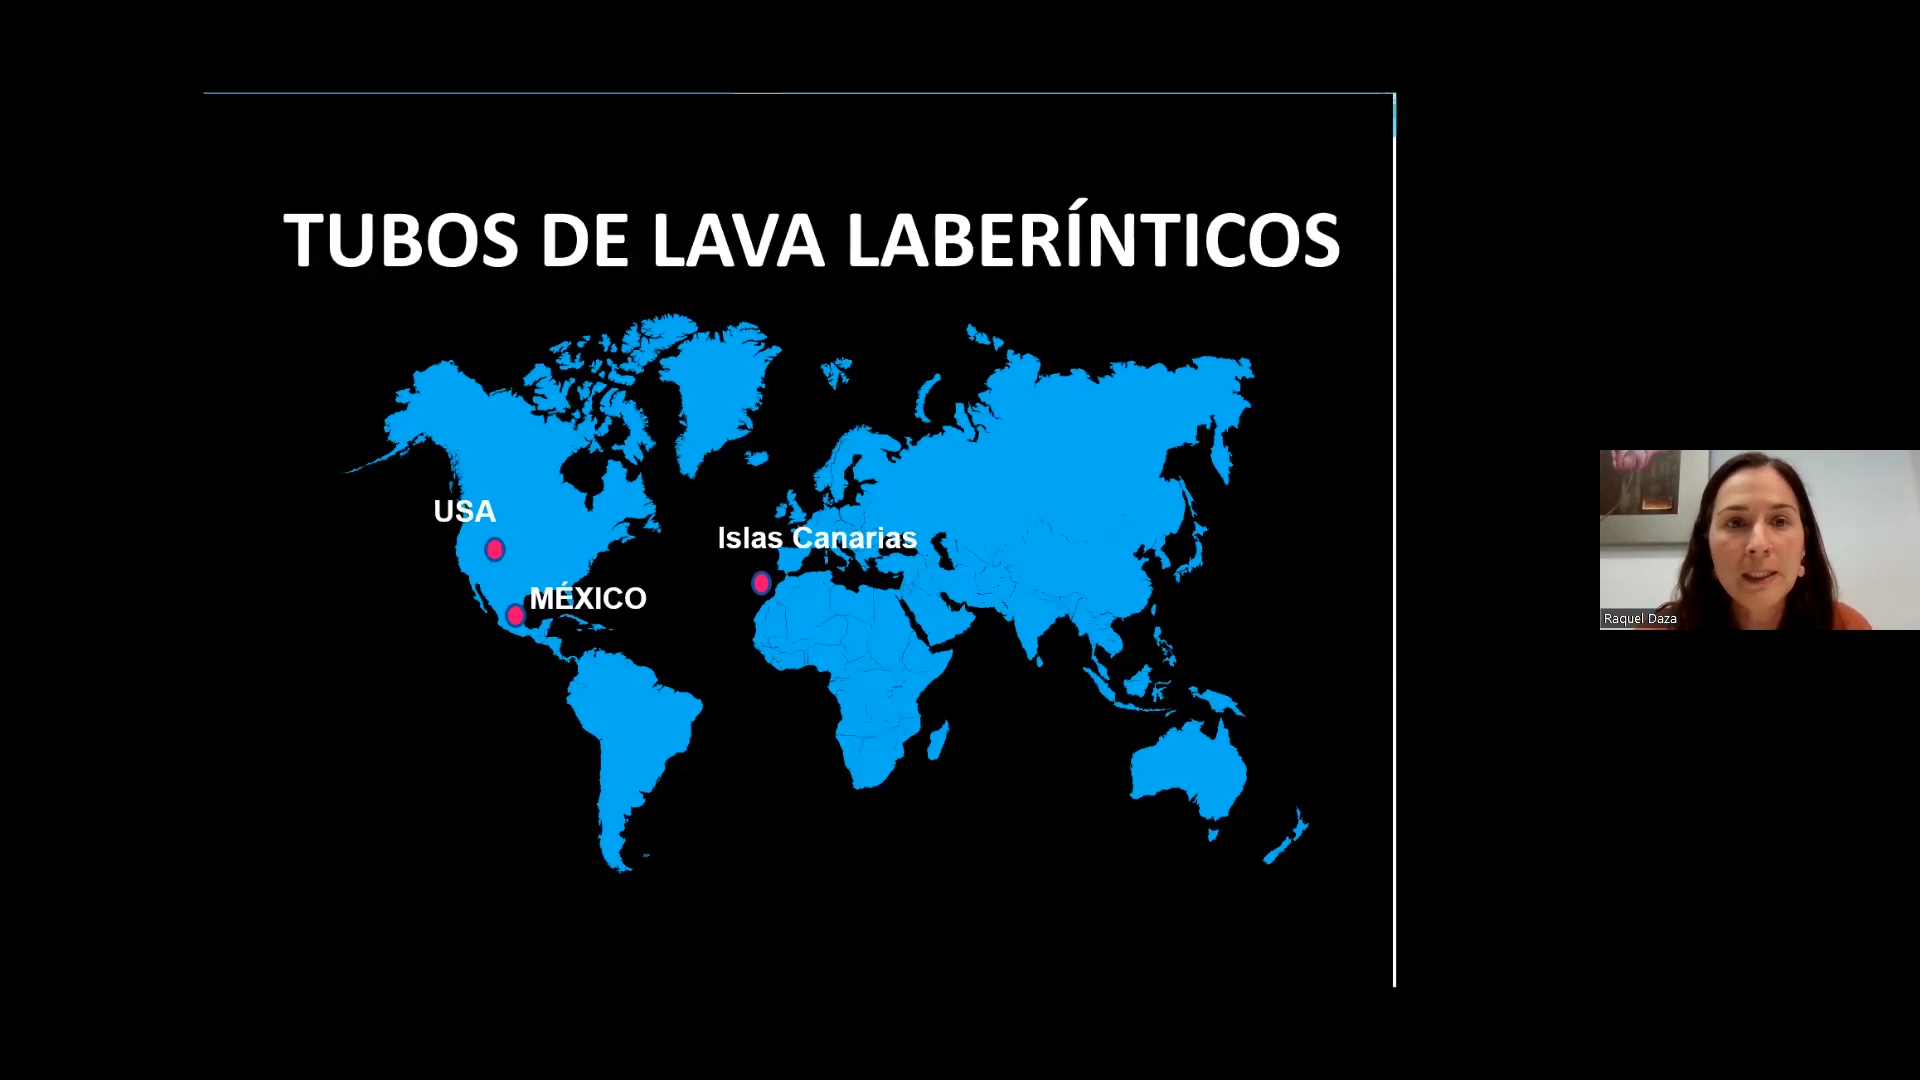 TUBOS DE LAVA LABERÍNTICOS
USA
Islas Canarias
MÉXICO
Raquel Daza